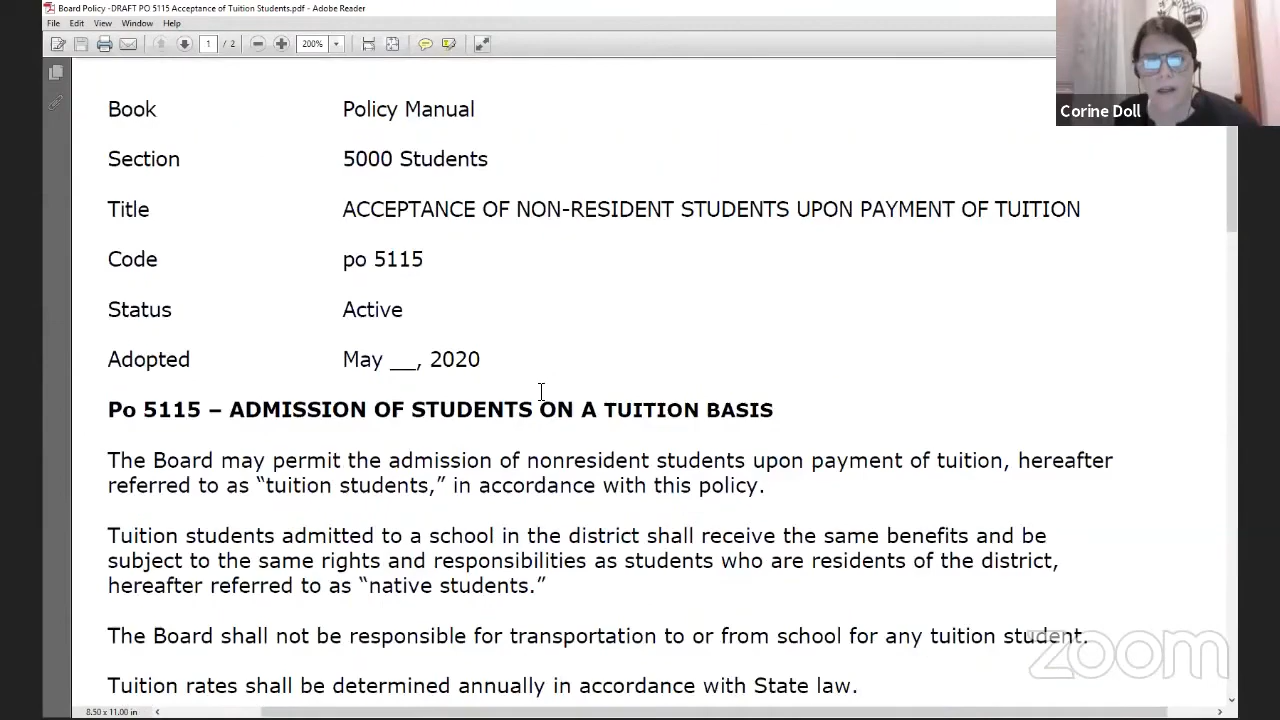 Board Policy -DRAFT PO 5115 Acceptance of Tuition Students.pdf - Adobe Reader
File Edit View Window Help
1 / 2 200%
Corine Doll
Book Policy Manual
Section 5000 Students
Title ACCEPTANCE OF NON-RESIDENT STUDENTS UPON PAYMENT OF TUITION
Code po 5115
Status Active
Adopted May __, 2020
Po 5115 – ADMISSION OF STUDENTS ON A TUITION BASIS
The Board may permit the admission of nonresident students upon payment of tuition, hereafter
referred to as “tuition students,” in accordance with this policy.
Tuition students admitted to a school in the district shall receive the same benefits and be
subject to the same rights and responsibilities as students who are residents of the district,
hereafter referred to as “native students.”
The Board shall not be responsible for transportation to or from school for any tuition student.
Tuition rates shall be determined annually in accordance with State law.
zoom
8.50 x 11.00 in